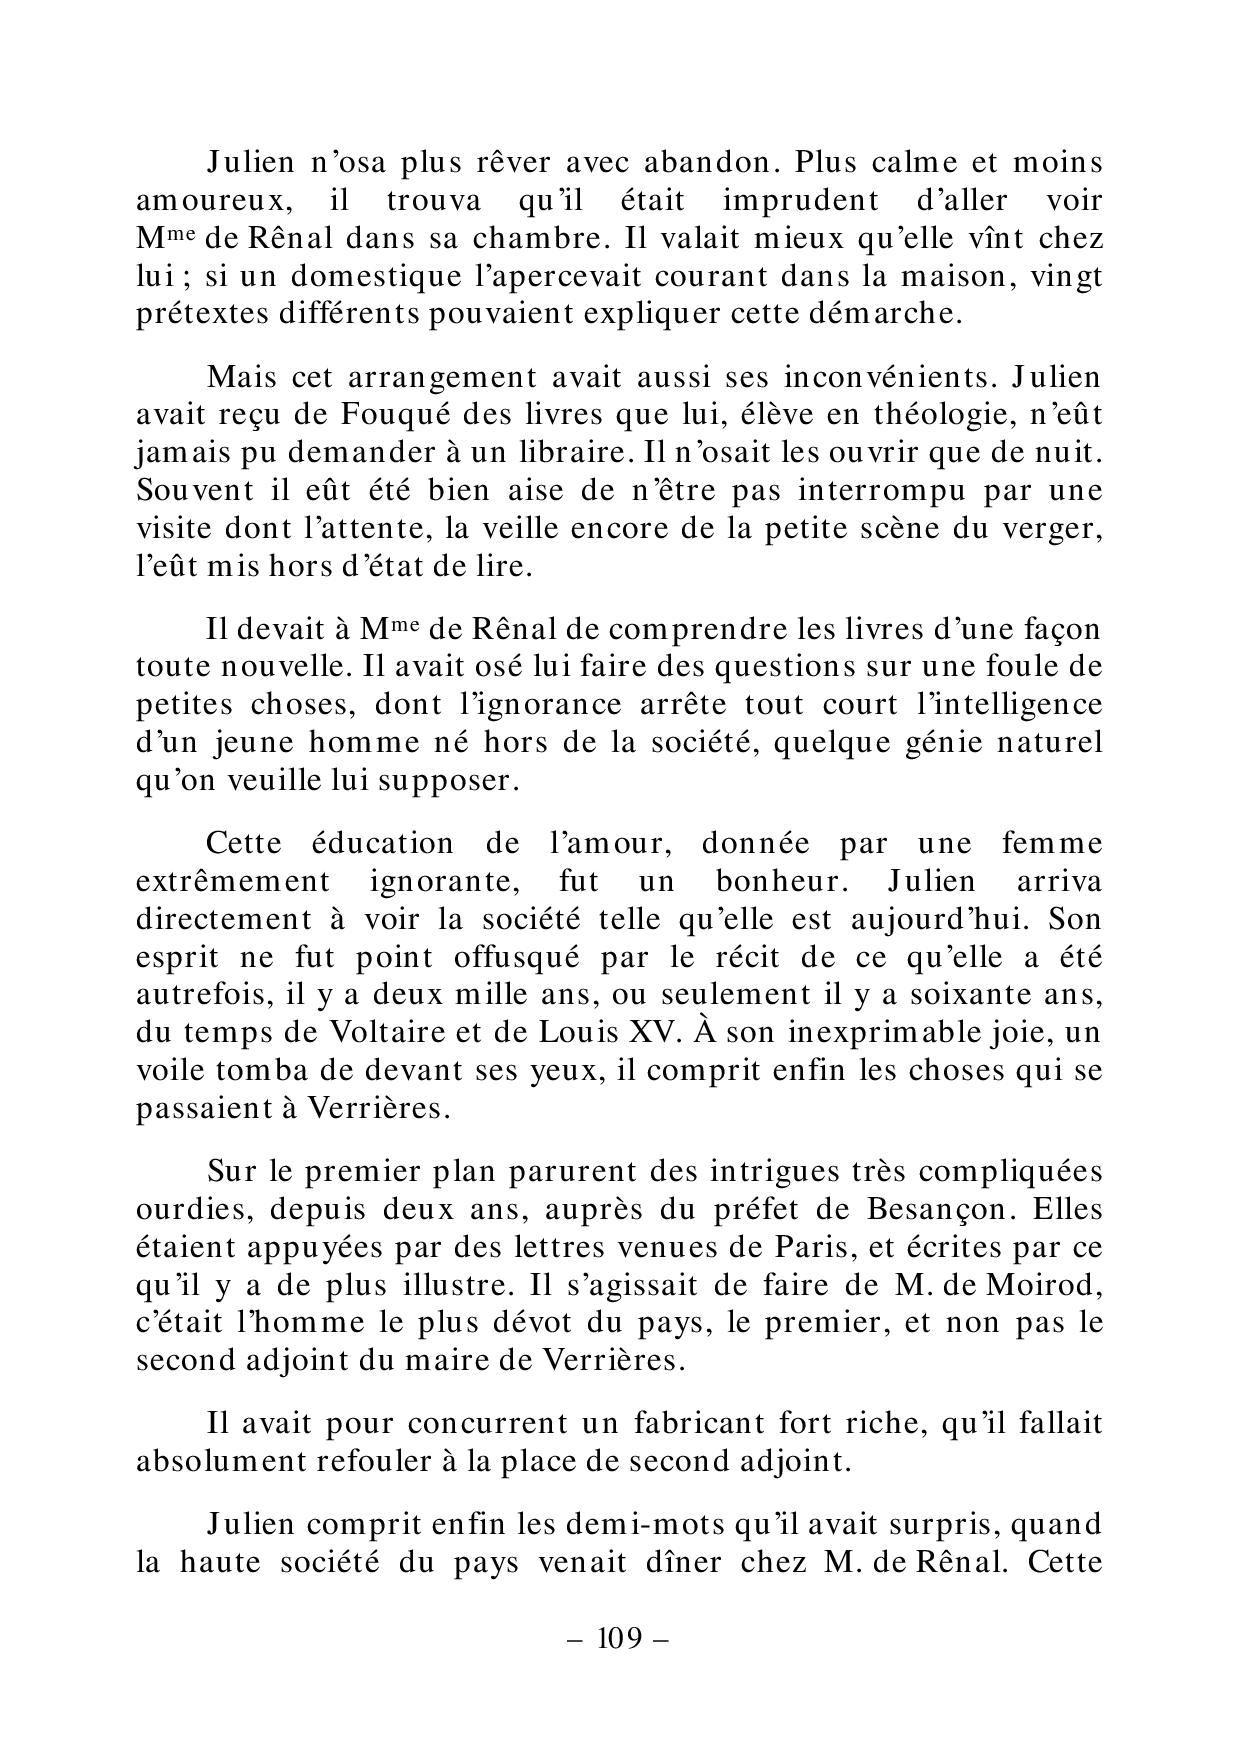 Julien n’osa plus rêver avec abandon. Plus calme et moins
amoureux, il trouva qu’il était imprudent d’aller voir
Mme de Rênal dans sa chambre. Il valait mieux qu’elle vînt chez
lui ; si un domestique l’apercevait courant dans la maison, vingt
prétextes différents pouvaient expliquer cette démarche.
Mais cet arrangement avait aussi ses inconvénients. Julien
avait reçu de Fouqué des livres que lui, élève en théologie, n’eût
jamais pu demander à un libraire. Il n’osait les ouvrir que de nuit.
Souvent il eût été bien aise de n’être pas interrompu par une
visite dont l’attente, la veille encore de la petite scène du verger,
l’eût mis hors d’état de lire.
Il devait à Mme de Rênal de comprendre les livres d’une façon
toute nouvelle. Il avait osé lui faire des questions sur une foule de
petites choses, dont l’ignorance arrête tout court l’intelligence
d’un jeune homme né hors de la société, quelque génie naturel
qu’on veuille lui supposer.
Cette éducation de l’amour, donnée par une femme
extrêmement ignorante, fut un bonheur. Julien arriva
directement à voir la société telle qu’elle est aujourd’hui. Son
esprit ne fut point offusqué par le récit de ce qu’elle a été
autrefois, il y a deux mille ans, ou seulement il y a soixante ans,
du temps de Voltaire et de Louis XV. À son inexprimable joie, un
voile tomba de devant ses yeux, il comprit enfin les choses qui se
passaient à Verrières.
Sur le premier plan parurent des intrigues très compliquées
ourdies, depuis deux ans, auprès du préfet de Besançon. Elles
étaient appuyées par des lettres venues de Paris, et écrites par ce
qu’il y a de plus illustre. Il s’agissait de faire de M. de Moirod,
c’était l’homme le plus dévot du pays, le premier, et non pas le
second adjoint du maire de Verrières.
Il avait pour concurrent un fabricant fort riche, qu’il fallait
absolument refouler à la place de second adjoint.
Julien comprit enfin les demi-mots qu’il avait surpris, quand
la haute société du pays venait dîner chez M. de Rênal. Cette
– 109 –